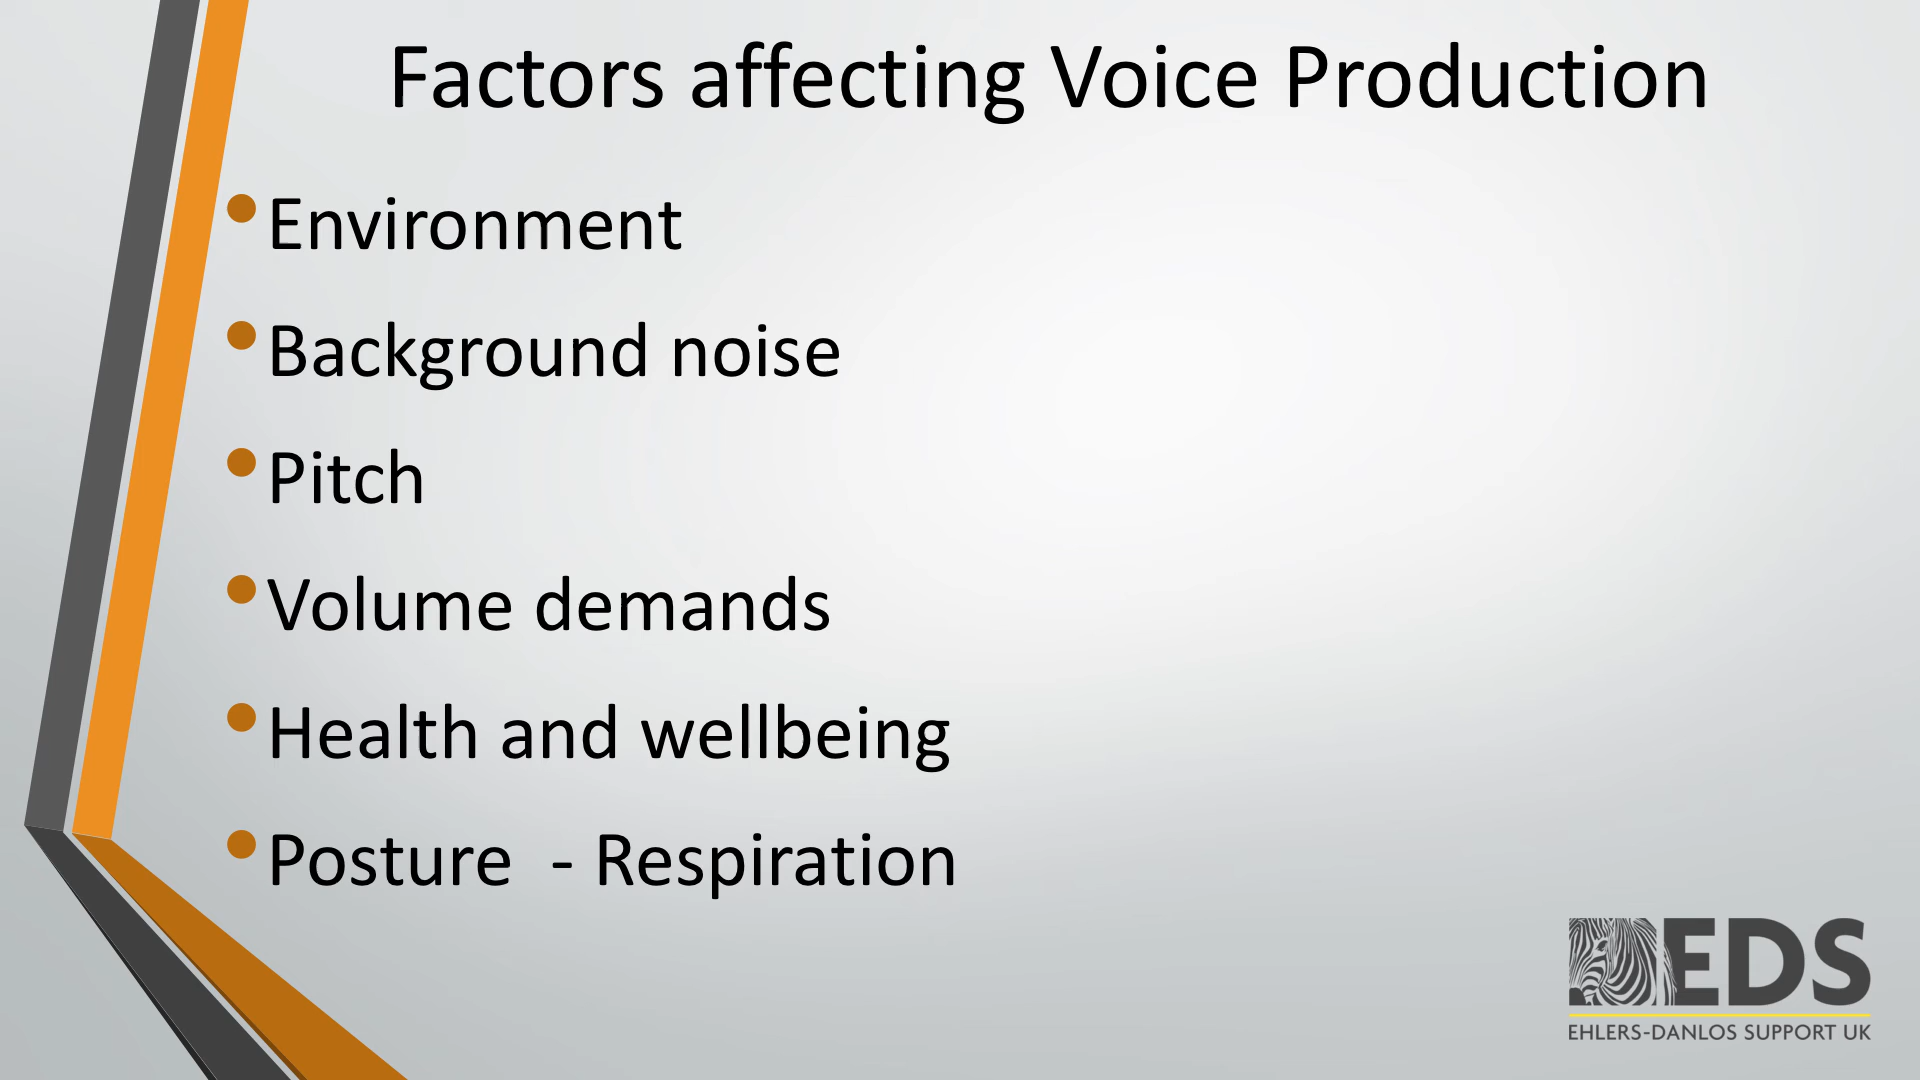 Factors affecting Voice Production
•Environment
•Background noise
•Pitch
•Volume demands
•Health and wellbeing
•Posture  - Respiration
EDS
EHLERS-DANLOS SUPPORT UK